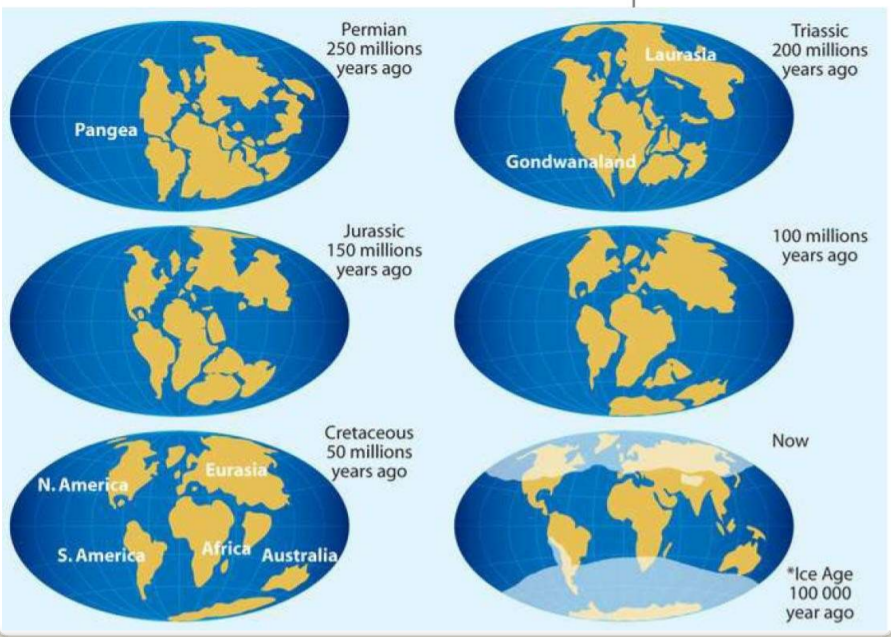 Permian
250 millions
years ago
Pangea
Triassic
200 millions
years ago
Laurasia
Gondwanaland
Jurassic
150 millions
years ago
100 millions
years ago
Cretaceous
50 millions
years ago
N. America
Eurasia
S. America
Africa
Australia
Now
*Ice Age
100 000
year ago